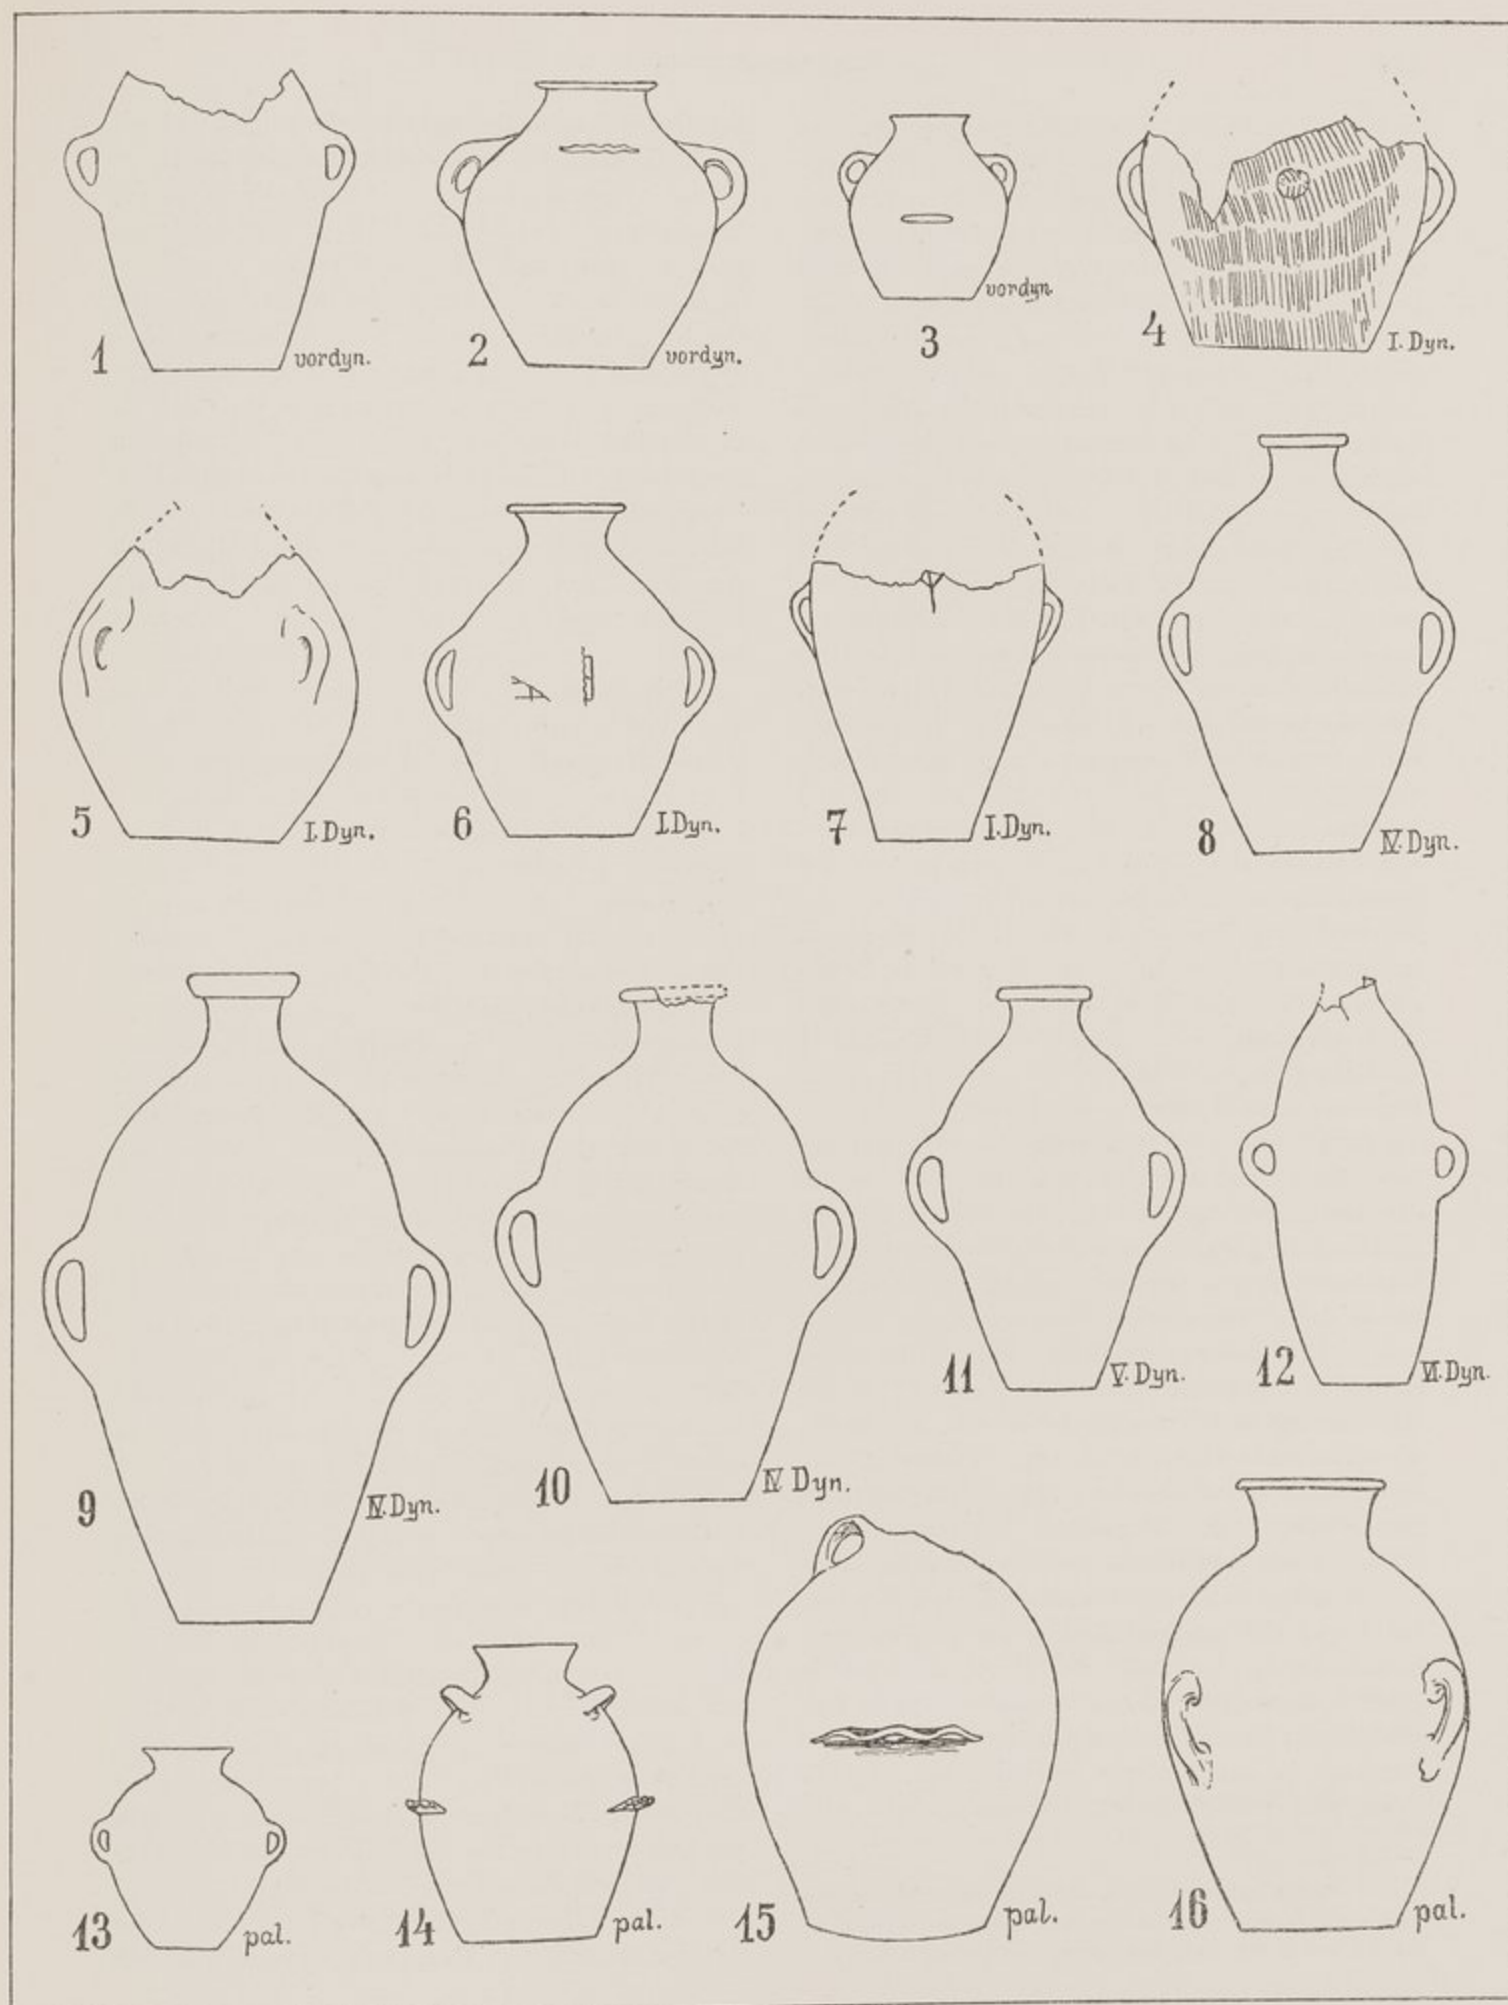 1 vordyn.
2 vordyn.
3 vordyn.
4 I. Dyn.
5 I. Dyn.
6 I. Dyn.
7 I. Dyn.
8 IV. Dyn.
9 IV. Dyn.
10 IV Dyn.
11 V. Dyn.
12 VI. Dyn.
13 pal.
14 pal.
15 pal.
16 pal.